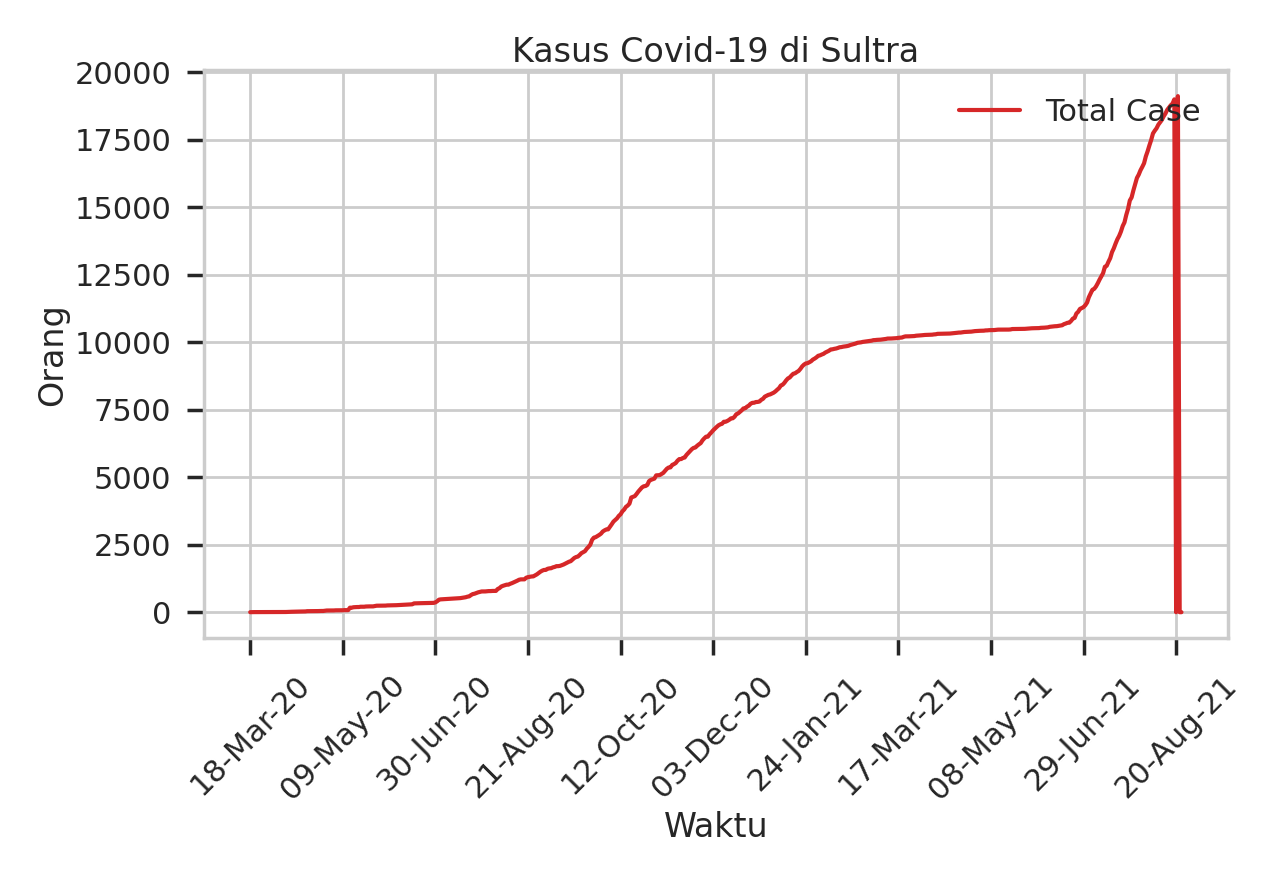 Kasus Covid-19 di Sultra
Total Case
20000
17500
15000
12500
10000
7500
5000
2500
0
Orang
18-Mar-20
09-May-20
30-Jun-20
21-Aug-20
12-Oct-20
03-Dec-20
24-Jan-21
17-Mar-21
08-May-21
29-Jun-21
20-Aug-21
Waktu